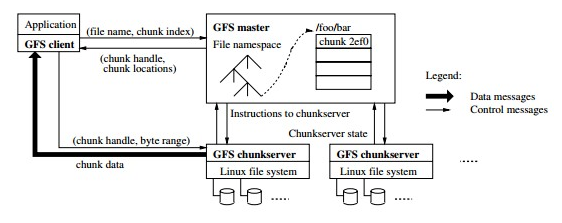 Application
GFS client
(file name, chunk index)
(chunk handle,
chunk locations)
GFS master
File namespace
/foo/bar
chunk 2ef0
Legend:
Data messages
Control messages
Instructions to chunkserver
Chunkserver state
(chunk handle, byte range)
chunk data
GFS chunkserver
Linux file system
GFS chunkserver
Linux file system